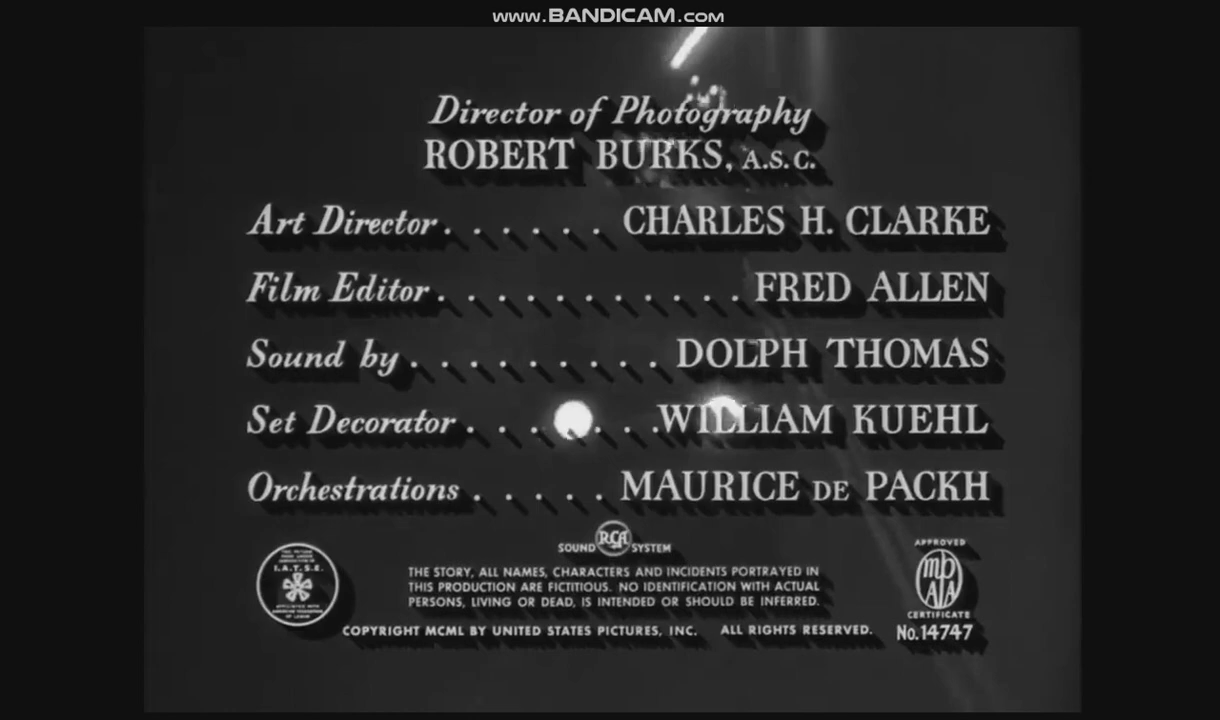 www.BANDICAM.com
Director of Photography
ROBERT BURKS, A.S.C.
Art Director . . . . . . CHARLES H. CLARKE
Film Editor . . . . . . . . . . . FRED ALLEN
Sound by . . . . . . . . . DOLPH THOMAS
Set Decorator . . . . . . WILLIAM KUEHL
Orchestrations . . . . . MAURICE DE PACKH
SOUND RCA SYSTEM
I.A.T.S.E.
THE STORY, ALL NAMES, CHARACTERS AND INCIDENTS PORTRAYED IN
THIS PRODUCTION ARE FICTITIOUS. NO IDENTIFICATION WITH ACTUAL
PERSONS, LIVING OR DEAD, IS INTENDED OR SHOULD BE INFERRED.
APPROVED
MPAA
CERTIFICATE
No. 14747
COPYRIGHT MCML BY UNITED STATES PICTURES, INC. ALL RIGHTS RESERVED.